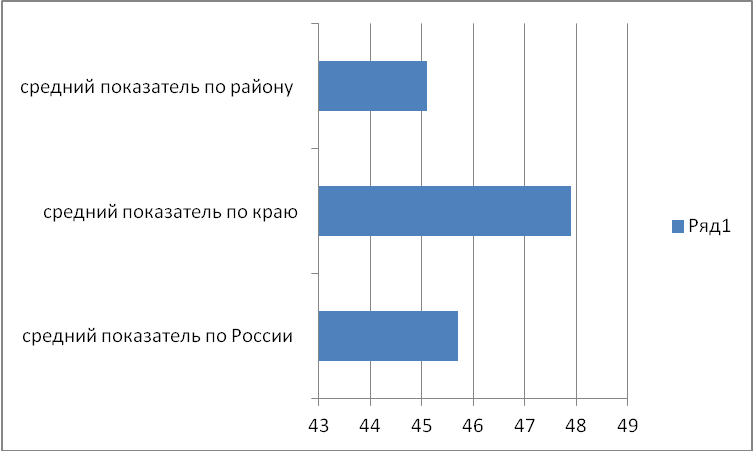 средний показатель по району
средний показатель по краю
средний показатель по России
43 44 45 46 47 48 49
Ряд1